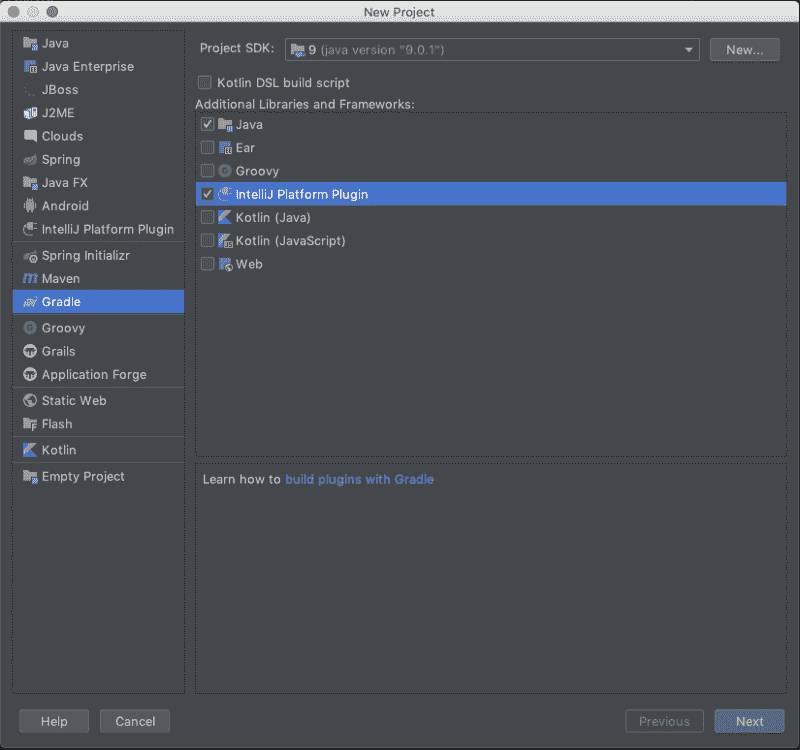 New Project
Java
Java Enterprise
JBoss
J2ME
Clouds
Spring
Java FX
Android
IntelliJ Platform Plugin
Spring Initializr
Maven
Gradle
Groovy
Grails
Application Forge
Static Web
Flash
Kotlin
Empty Project
Project SDK: 9 (java version "9.0.1") New...
Kotlin DSL build script
Additional Libraries and Frameworks:
Java
Ear
Groovy
IntelliJ Platform Plugin
Kotlin (Java)
Kotlin (JavaScript)
Web
Learn how to build plugins with Gradle
Help Cancel Previous Next